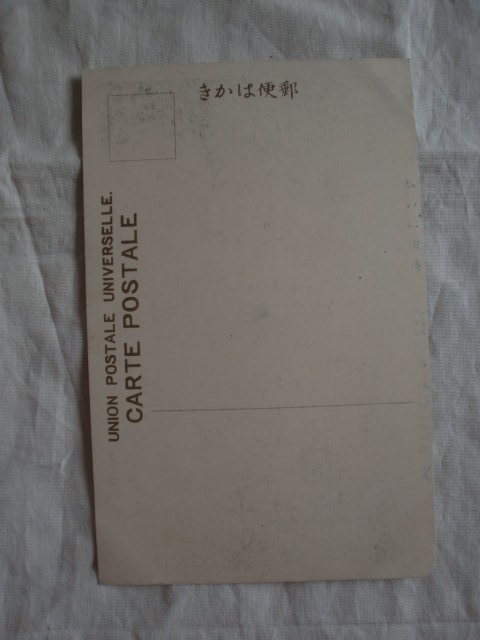 きかは便郵
UNION POSTALE UNIVERSELLE.
CARTE POSTALE